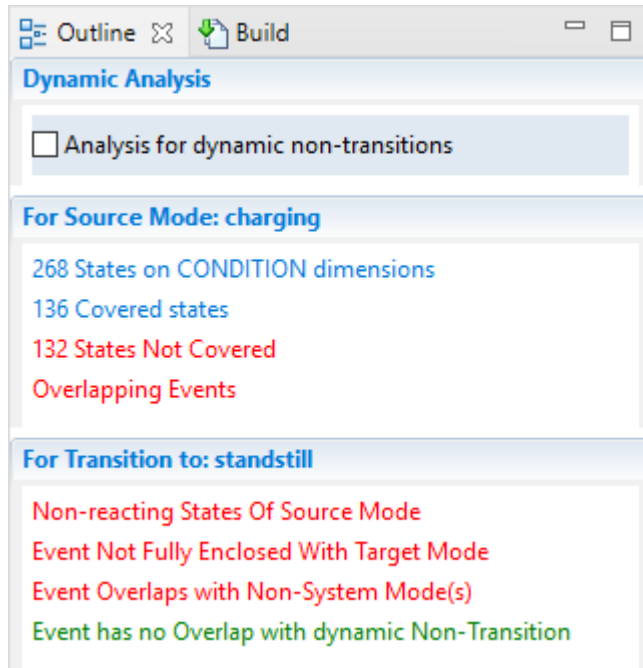 Outline Build
Dynamic Analysis
Analysis for dynamic non-transitions
For Source Mode: charging
268 States on CONDITION dimensions
136 Covered states
132 States Not Covered
Overlapping Events
For Transition to: standstill
Non-reacting States Of Source Mode
Event Not Fully Enclosed With Target Mode
Event Overlaps with Non-System Mode(s)
Event has no Overlap with dynamic Non-Transition